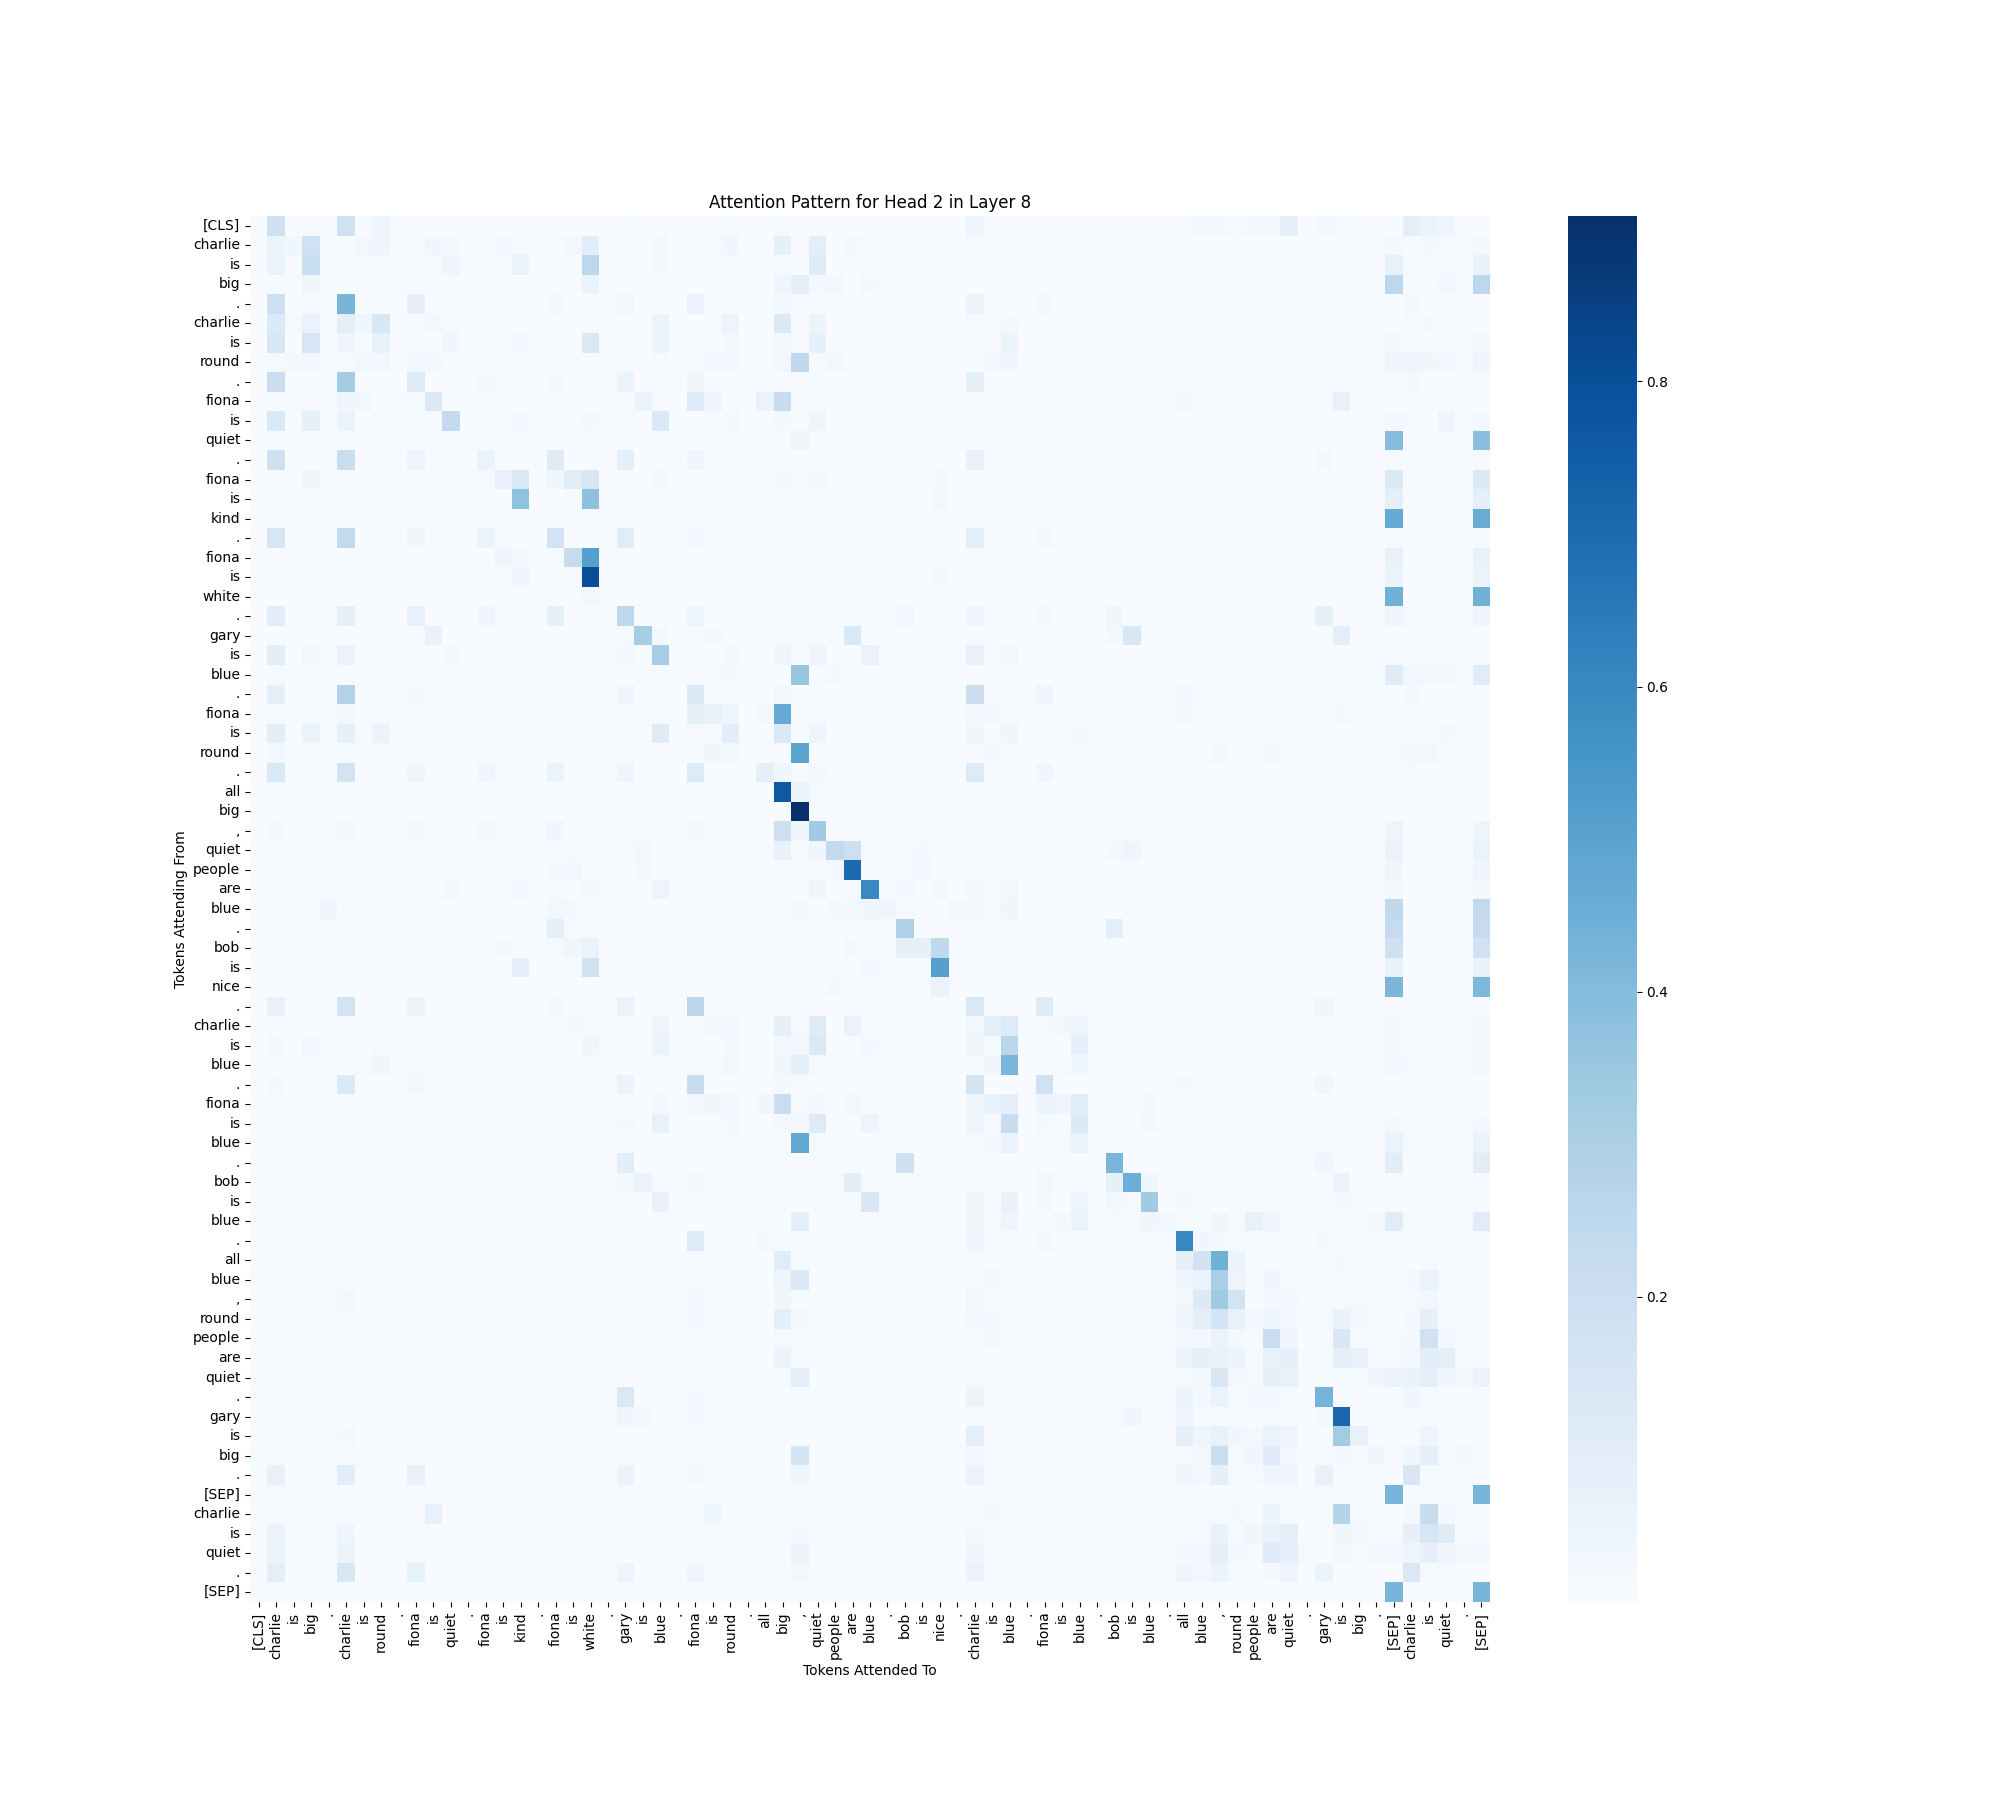 Attention Pattern for Head 2 in Layer 8
Tokens Attending From
[CLS]
charlie
is
big
.
charlie
is
round
.
fiona
is
quiet
.
fiona
is
kind
.
fiona
is
white
.
gary
is
blue
.
fiona
is
round
.
all
big
,
quiet
people
are
blue
.
bob
is
nice
.
charlie
is
blue
.
fiona
is
blue
.
bob
is
blue
.
all
blue
,
round
people
are
quiet
.
gary
is
big
.
[SEP]
charlie
is
quiet
.
[SEP]
[CLS] charlie is big . charlie is round . fiona is quiet . fiona is kind . fiona is white . gary is blue . fiona is round . all big , quiet people are blue . bob is nice . charlie is blue . fiona is blue . bob is blue . all blue , round people are quiet . gary is big . [SEP] charlie is quiet . [SEP]
Tokens Attended To
0.8
0.6
0.4
0.2